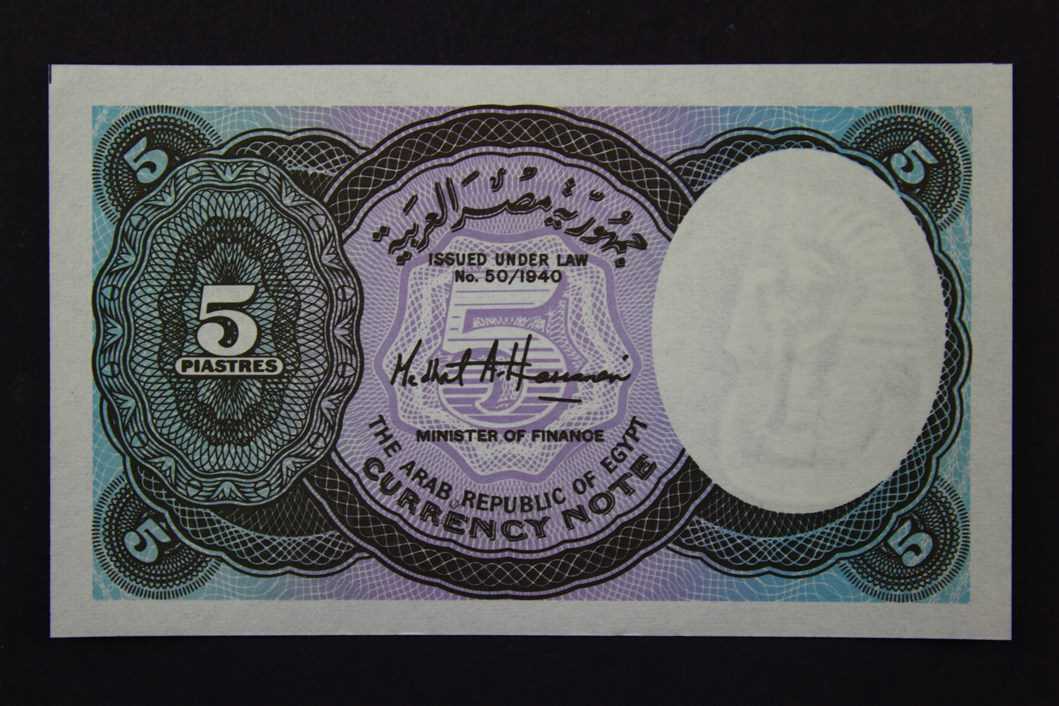 5
5
جمهورية مصر العربية
ISSUED UNDER LAW
No. 50/1940
5
PIASTRES
5
Medhat A. Hassanein
MINISTER OF FINANCE
THE ARAB REPUBLIC OF EGYPT
CURRENCY NOTE
5
5